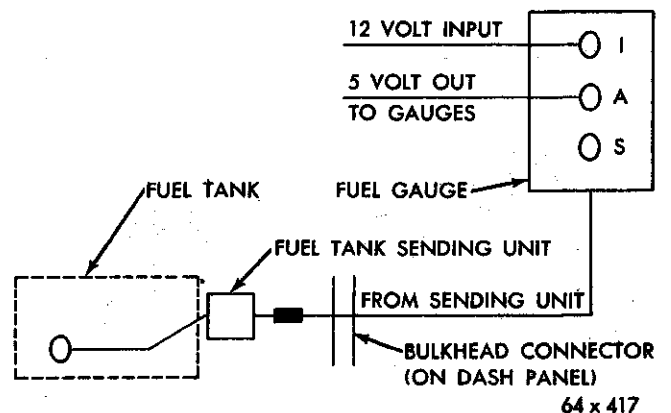 12 VOLT INPUT
I
5 VOLT OUT
TO GAUGES
A
S
FUEL TANK
FUEL GAUGE
FUEL TANK SENDING UNIT
FROM SENDING UNIT
BULKHEAD CONNECTOR
(ON DASH PANEL)
64 x 417